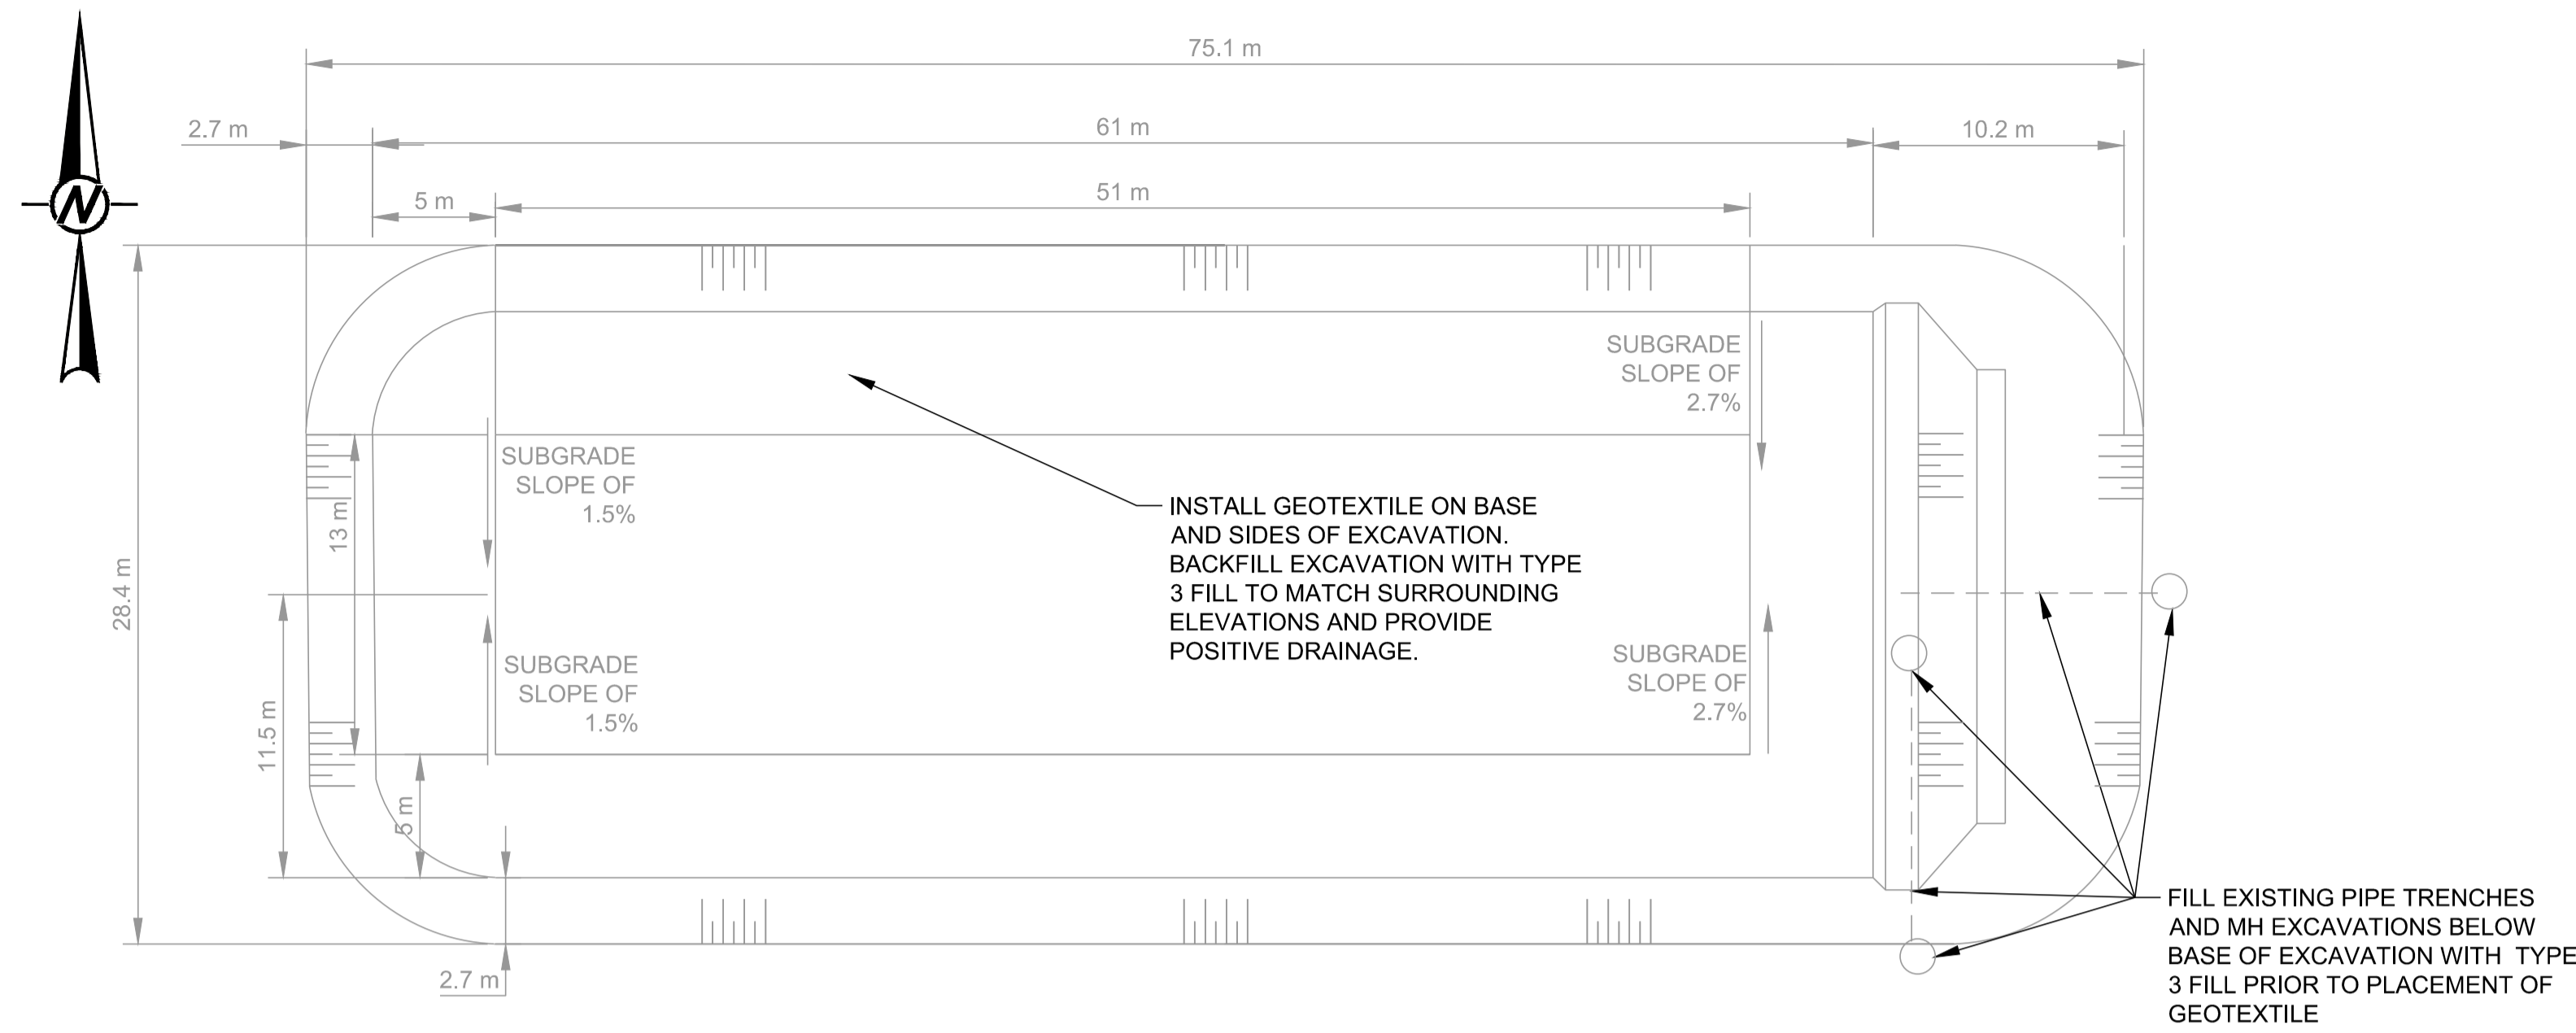 75.1 m
2.7 m
61 m
10.2 m
5 m
51 m
N
SUBGRADE
SLOPE OF
2.7%
SUBGRADE
SLOPE OF
1.5%
13 m
INSTALL GEOTEXTILE ON BASE
AND SIDES OF EXCAVATION.
BACKFILL EXCAVATION WITH TYPE
3 FILL TO MATCH SURROUNDING
ELEVATIONS AND PROVIDE
POSITIVE DRAINAGE.
28.4 m
SUBGRADE
SLOPE OF
1.5%
SUBGRADE
SLOPE OF
2.7%
11.5 m
5 m
2.7 m
FILL EXISTING PIPE TRENCHES
AND MH EXCAVATIONS BELOW
BASE OF EXCAVATION WITH TYPE
3 FILL PRIOR TO PLACEMENT OF
GEOTEXTILE